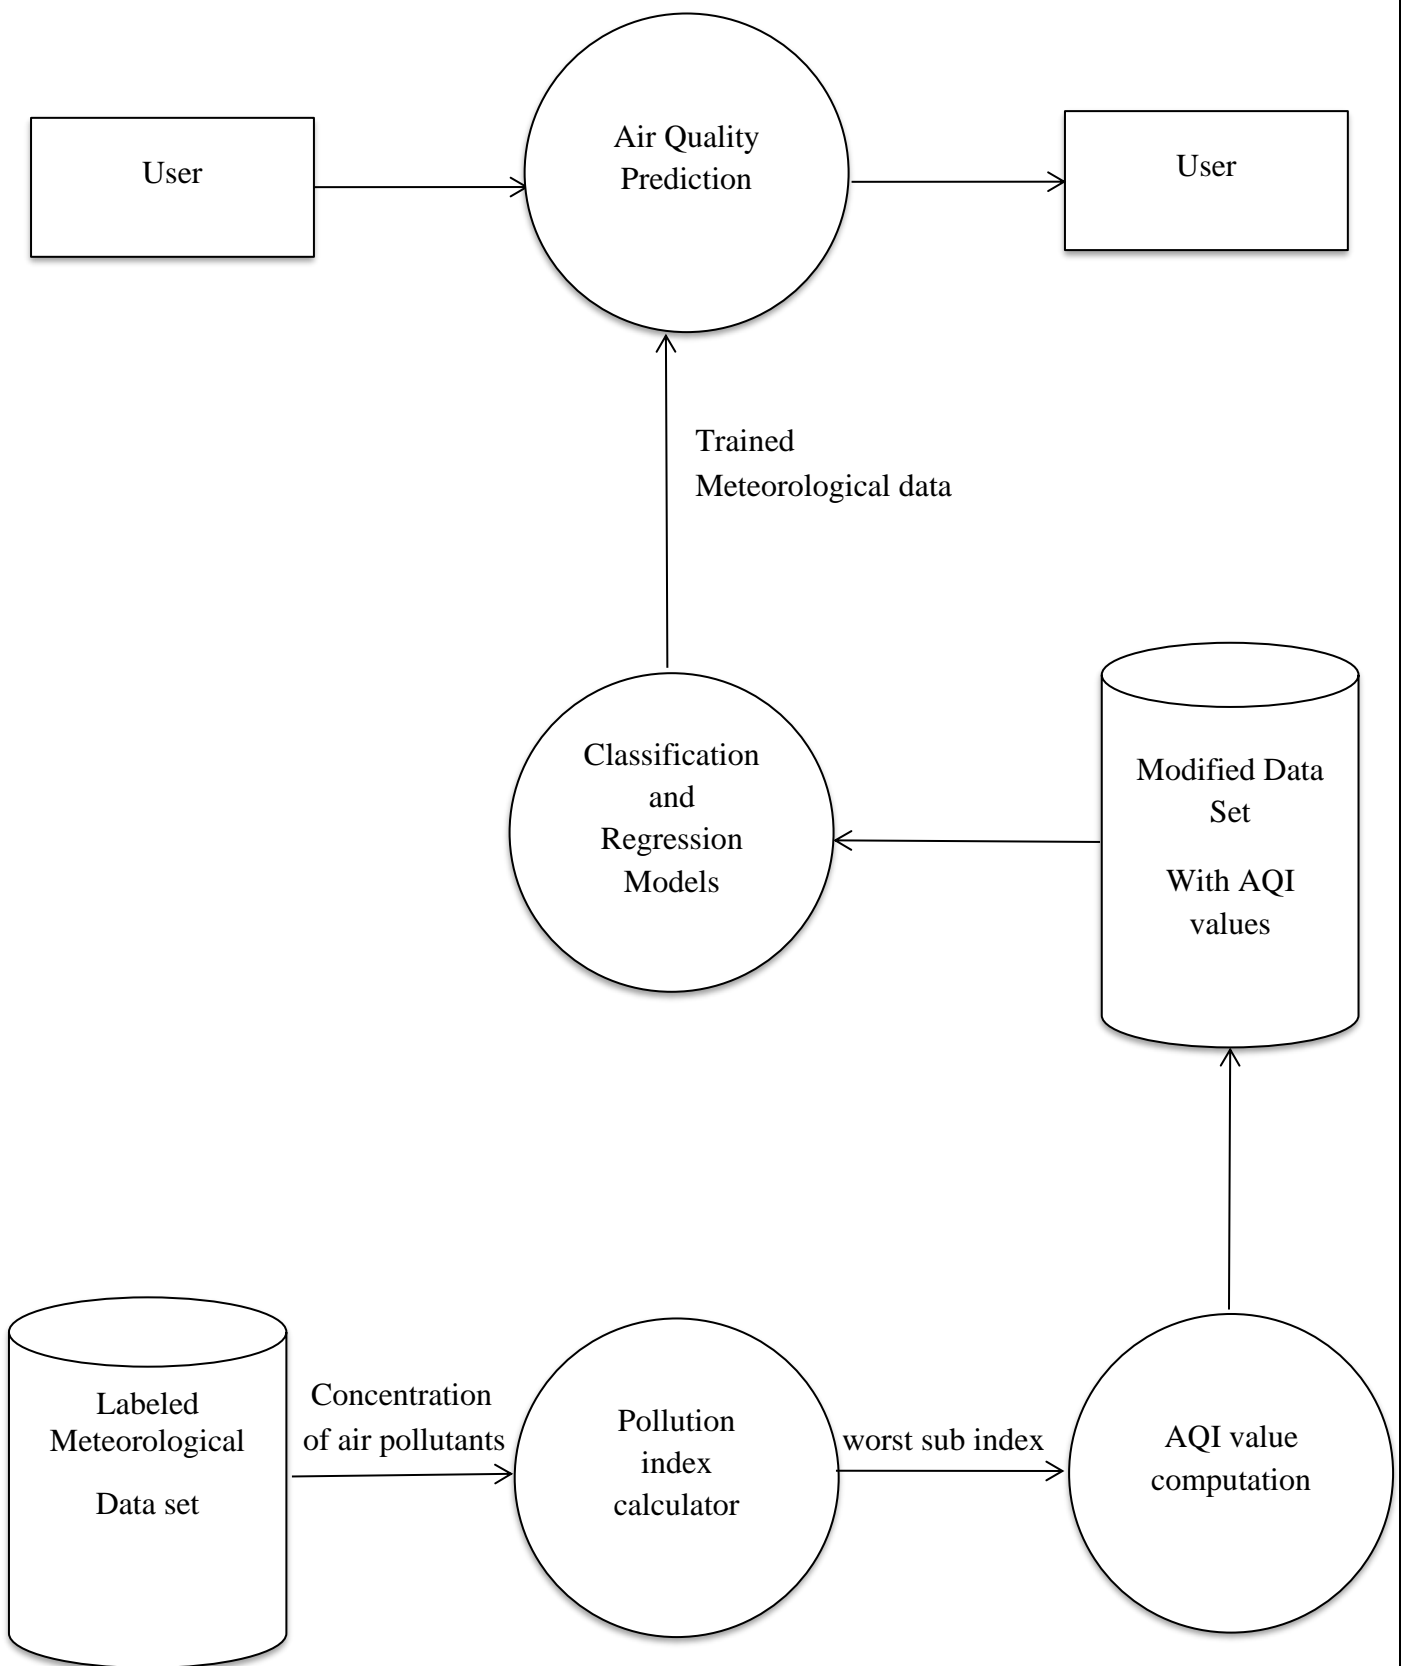 User
Air Quality
Prediction
User
Trained
Meteorological data
Classification
and
Regression
Models
Modified Data
Set
With AQI
values
Labeled
Meteorological
Data set
Concentration
of air pollutants
Pollution
index
calculator
worst sub index
AQI value
computation